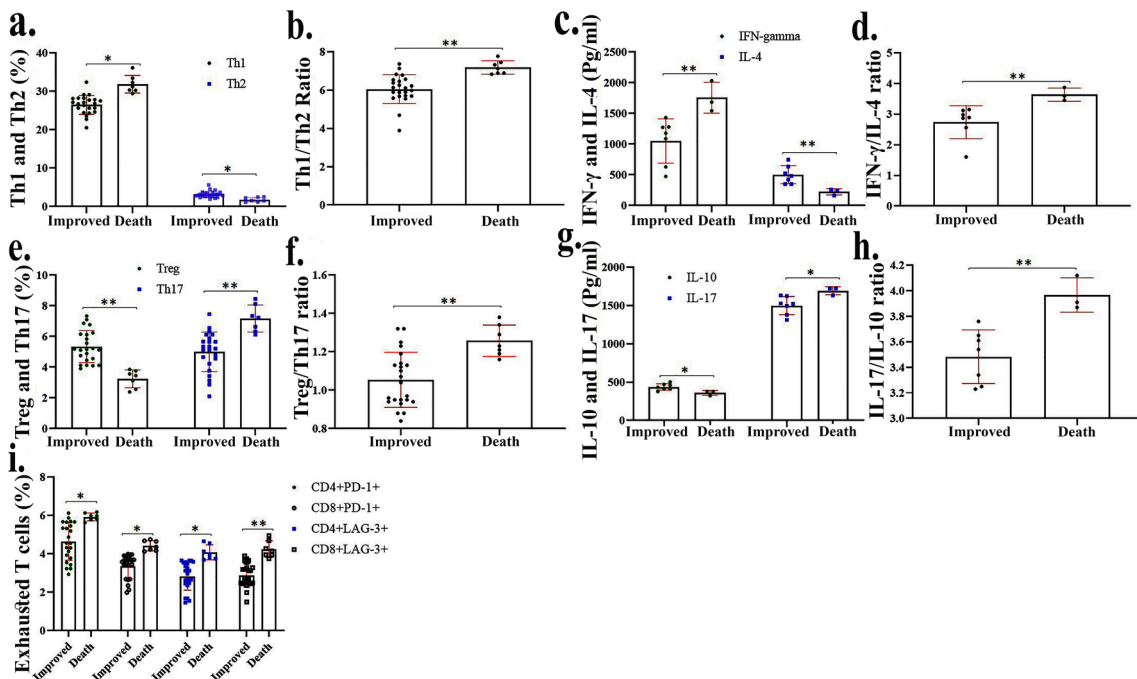 a.
Th1 and Th2 (%)
40
30
20
10
0
*
*
Th1
Th2
Improved Death Improved Death
b.
Th1/Th2 Ratio
8
6
4
2
0
**
Improved Death
c.
IFN-γ and IL-4 (Pg/ml)
2500
2000
1500
1000
500
0
**
**
IFN-gamma
IL-4
Improved Death Improved Death
d.
IFN-γ/IL-4 ratio
5
4
3
2
1
0
**
Improved Death
e.
Treg and Th17 (%)
10
8
6
4
2
0
**
**
Treg
Th17
Improved Death Improved Death
f.
Treg/Th17 ratio
1.6
1.4
1.2
1.0
0.8
**
Improved Death
g.
IL-10 and IL-17 (Pg/ml)
2000
1500
1000
500
0
*
*
IL-10
IL-17
Improved Death Improved Death
h.
IL-17/IL-10 ratio
4.2
4.0
3.8
3.6
3.4
3.2
3.0
**
Improved Death
i.
Exhausted T cells (%)
8
6
4
2
0
*
*
*
**
CD4+PD-1+
CD8+PD-1+
CD4+LAG-3+
CD8+LAG-3+
Improved Death Improved Death Improved Death Improved Death